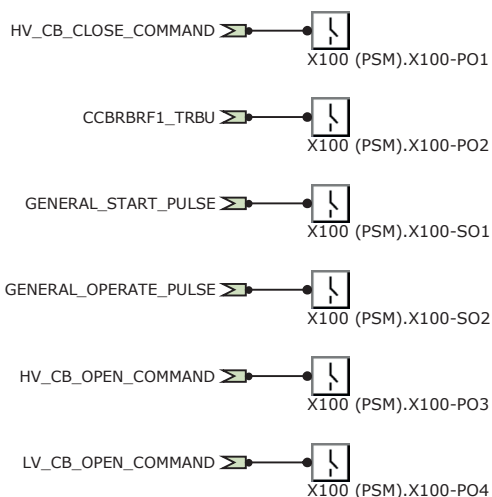 HV_CB_CLOSE_COMMAND
X100 (PSM).X100-PO1
CCBRBRF1_TRBU
X100 (PSM).X100-PO2
GENERAL_START_PULSE
X100 (PSM).X100-SO1
GENERAL_OPERATE_PULSE
X100 (PSM).X100-SO2
HV_CB_OPEN_COMMAND
X100 (PSM).X100-PO3
LV_CB_OPEN_COMMAND
X100 (PSM).X100-PO4